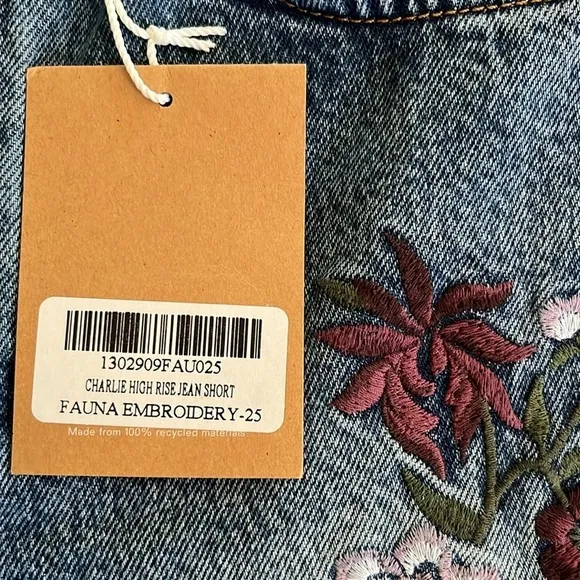 1302909FAU025
CHARLIE HIGH RISE JEAN SHORT
FAUNA EMBROIDERY-25
Made from 100% recycled materials